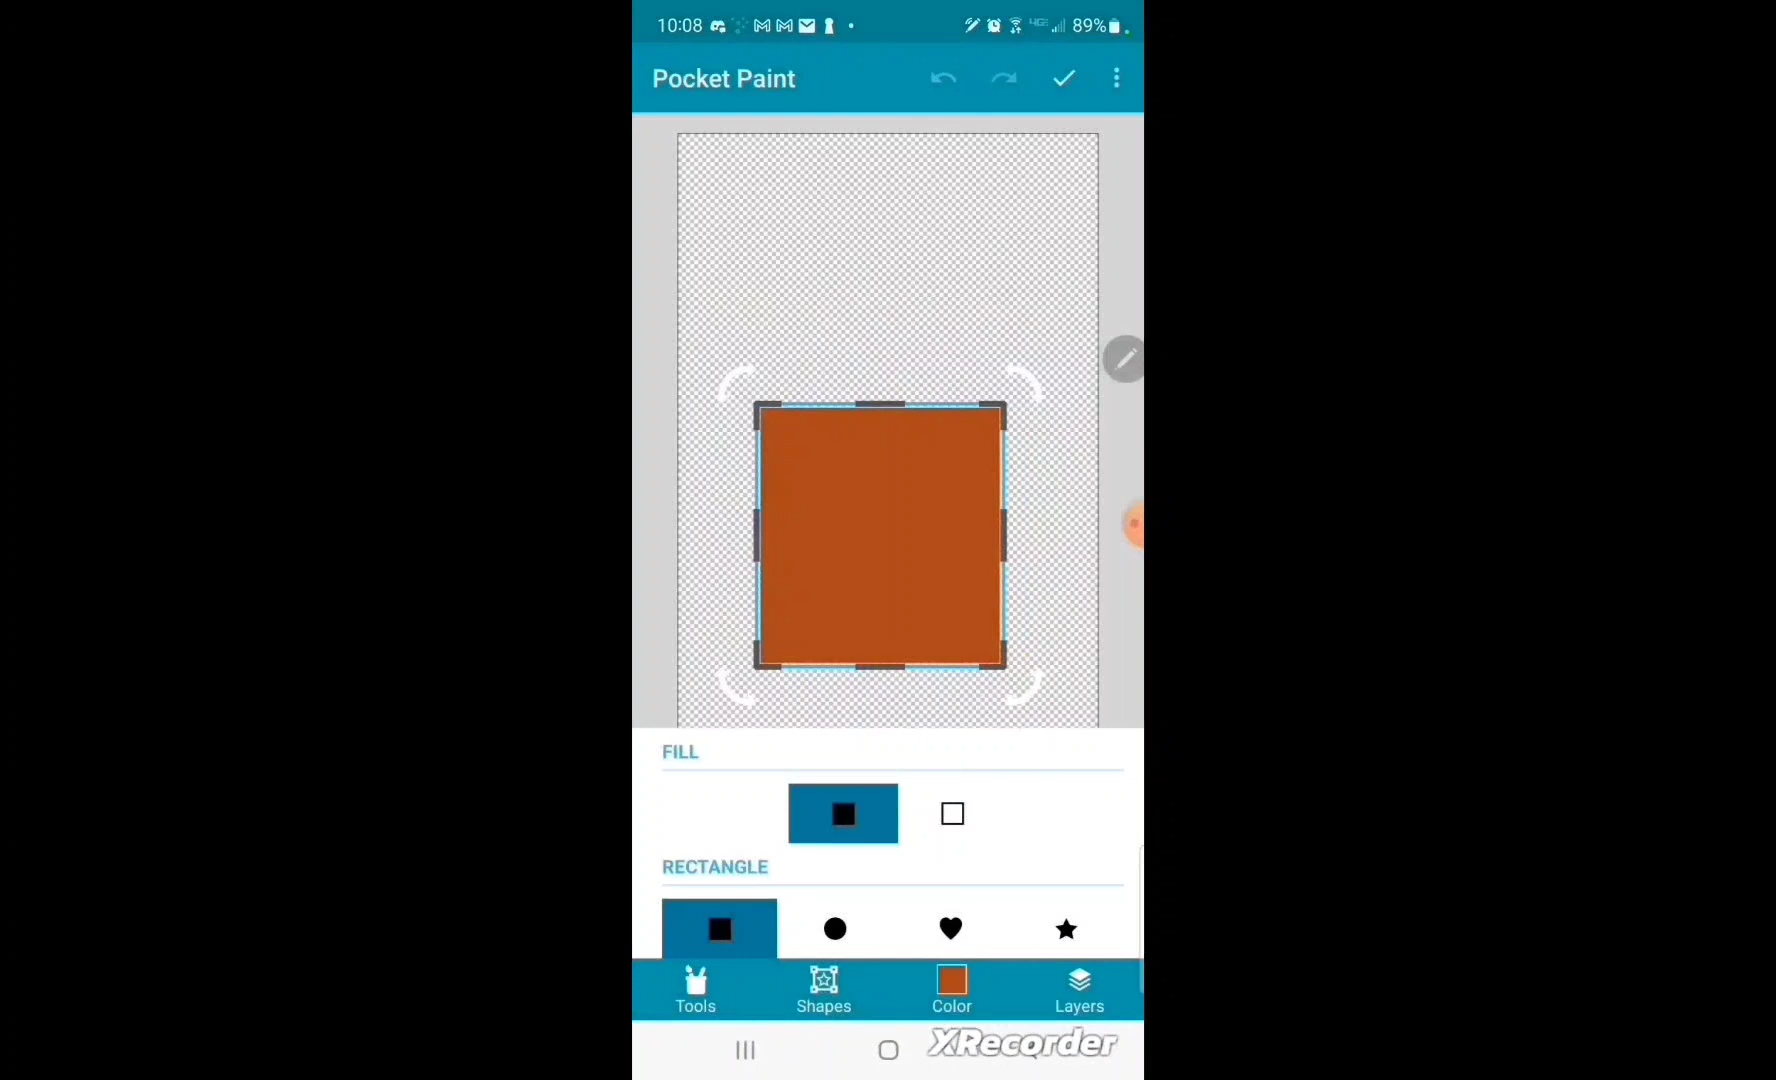 10:08 89%
Pocket Paint
FILL
RECTANGLE
Tools Shapes Color Layers
XRecorder